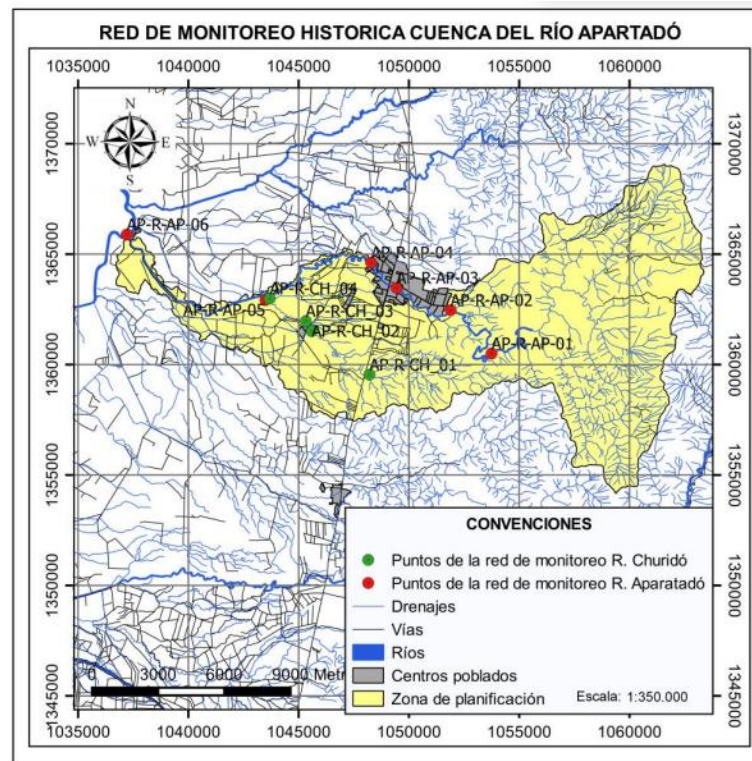 RED DE MONITOREO HISTORICA CUENCA DEL RÍO APARTADÓ
1035000 1040000 1045000 1050000 1055000 1060000
N
W E
S
1370000 1370000
AP-R-AP-06
1365000 1365000
AP-R-AP-04
AP-R-AP-03
AP-R-CH_04
AP-R-AP-05
AP-R-CH_03
AP-R-AP-02
AP-R-CH_02
AP-R-AP-01
1360000 1360000
AP-R-CH_01
1355000 1355000
CONVENCIONES
Puntos de la red de monitoreo R. Churidó
1350000 1350000
Puntos de la red de monitoreo R. Aparatadó
Drenajes
Vías
Ríos
0 3000 6000 9000 Metr
Centros poblados
1345000 1345000
Zona de planificación
Escala: 1:350.000
1035000 1040000 1045000 1050000 1055000 1060000